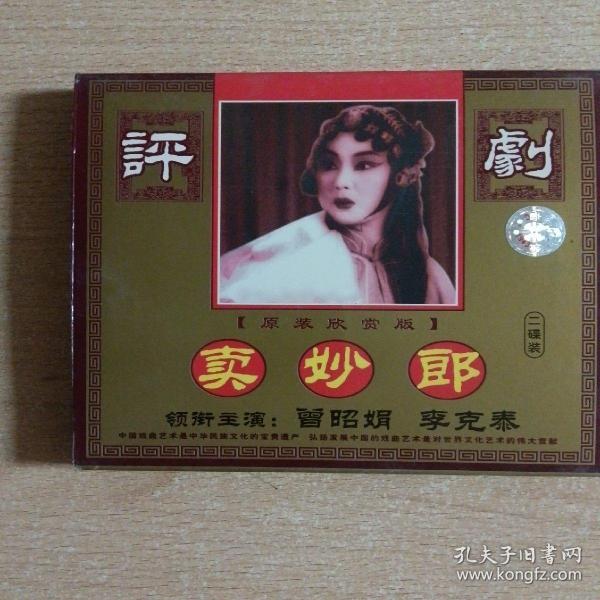 評劇
【原装欣赏版】
二碟装
卖妙郎
领衔主演：曾昭娟 李克泰
中国戏曲艺术是中华民族文化的宝贵遗产 弘扬发展中国的戏曲艺术是对世界文化艺术的伟大贡献
孔夫子旧书网
www.kongfz.com